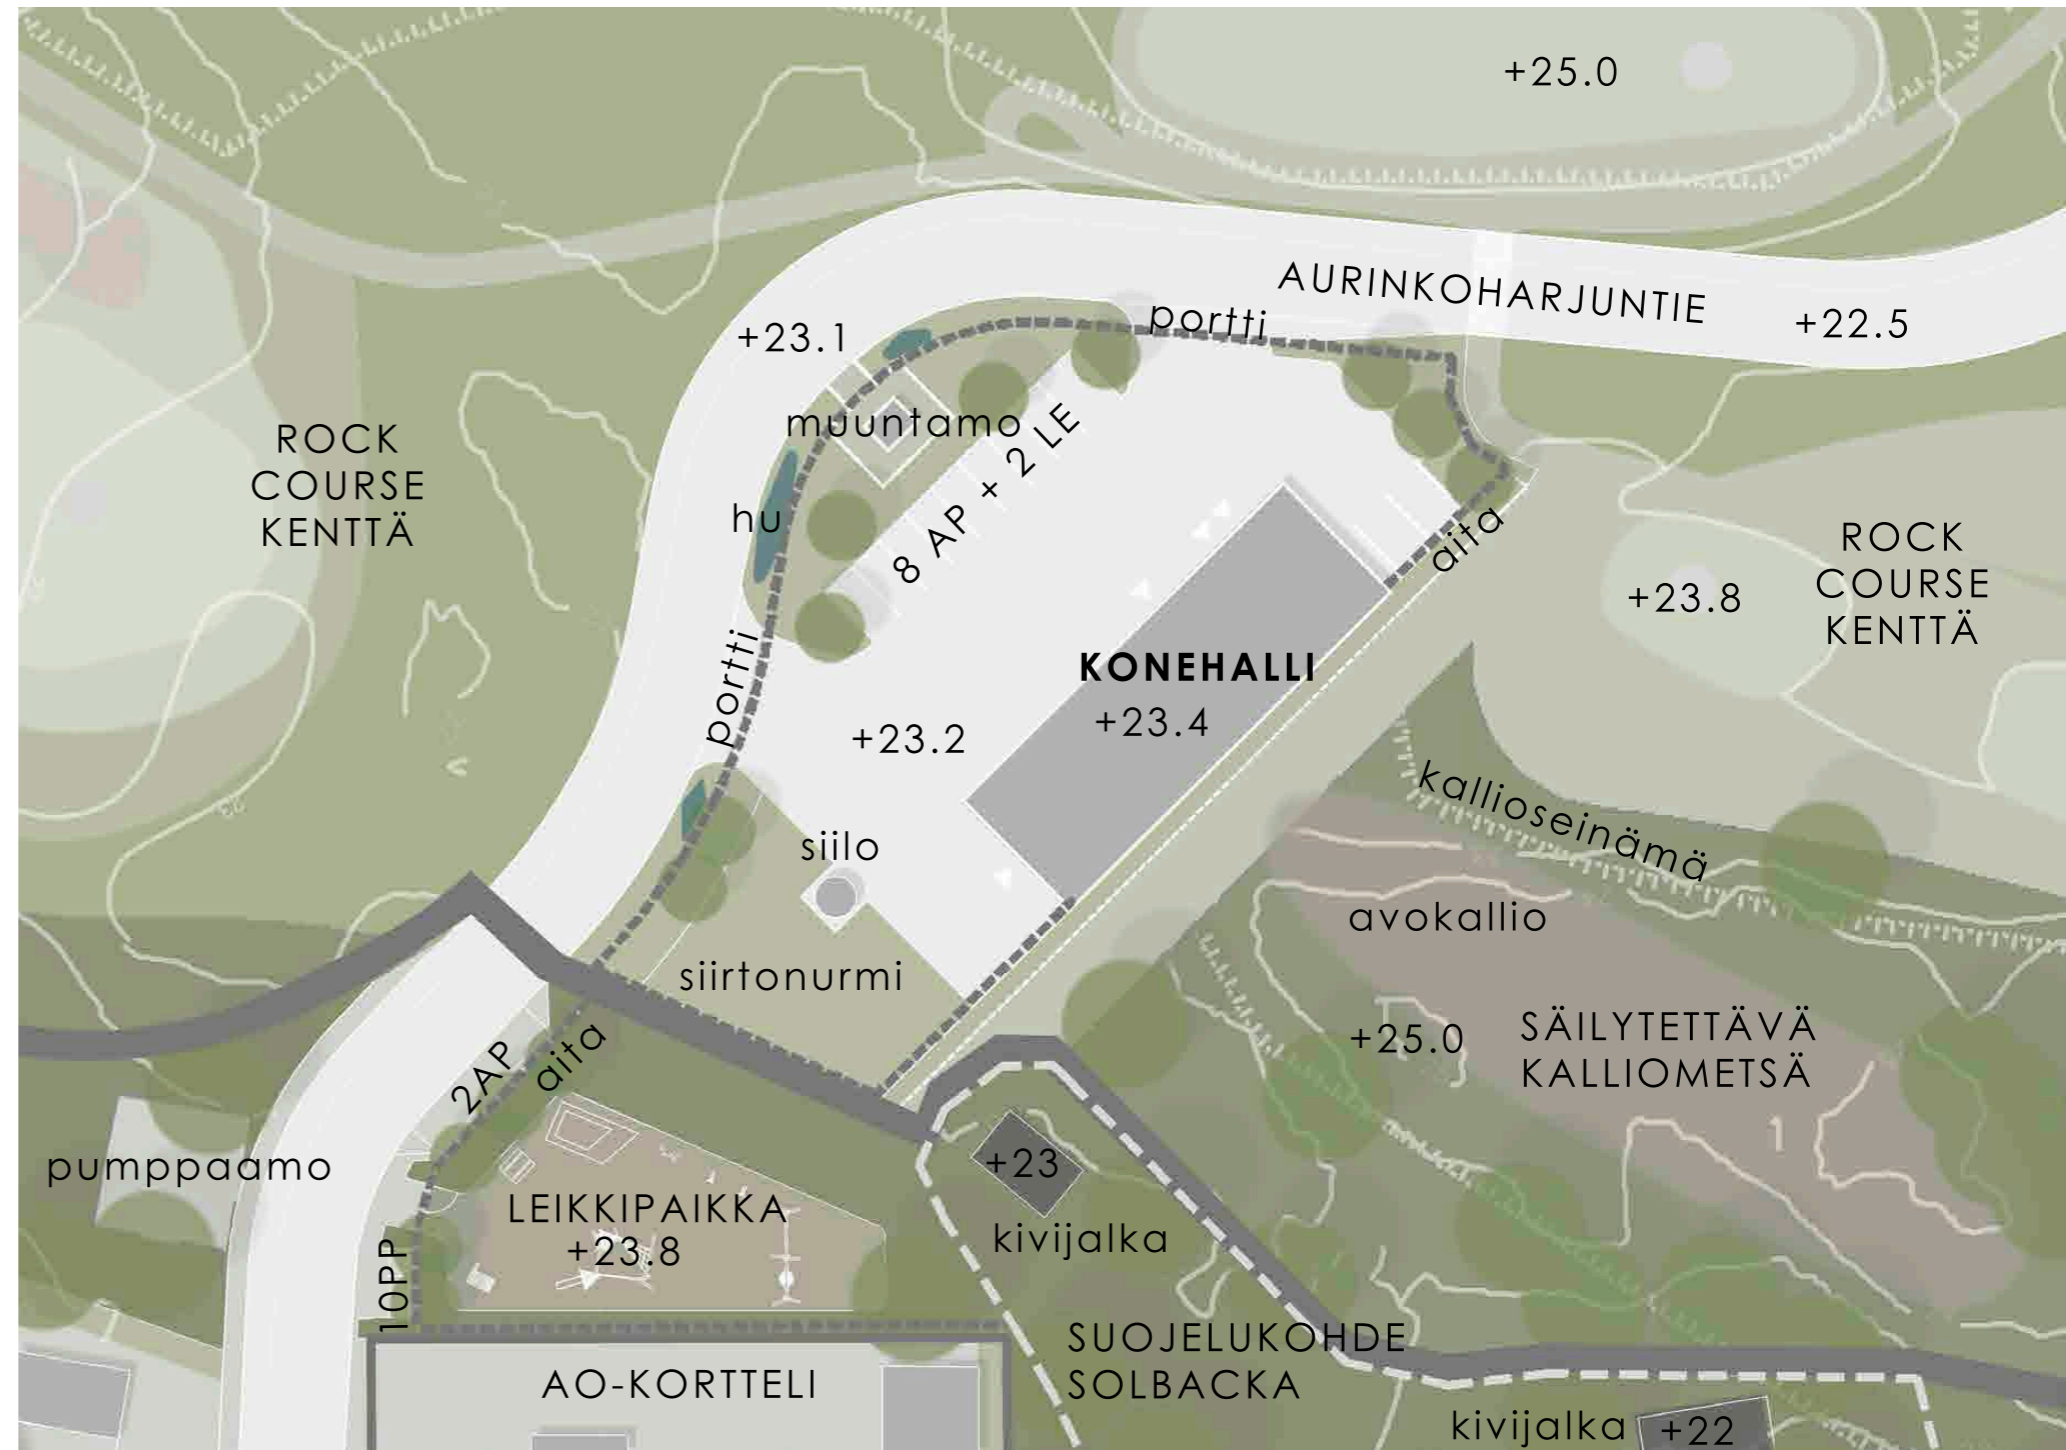 +25.0
AURINKOHARJUNTIE
+22.5
portti
+23.1
muuntamo
8 AP + 2 LE
hu
ROCK
COURSE
KENTTÄ
aita
ROCK
COURSE
KENTTÄ
+23.8
portti
KONEHALLI
+23.4
+23.2
kallioseinämä
siilo
avokallio
siirtonurmi
+25.0
SÄILYTETTÄVÄ
KALLIOMETSÄ
2AP
aita
pumppaamo
+23
kivijalka
LEIKKIPAIKKA
+23.8
10PP
SUOJELUKOHDE
SOLBACKA
AO-KORTTELI
kivijalka
+22